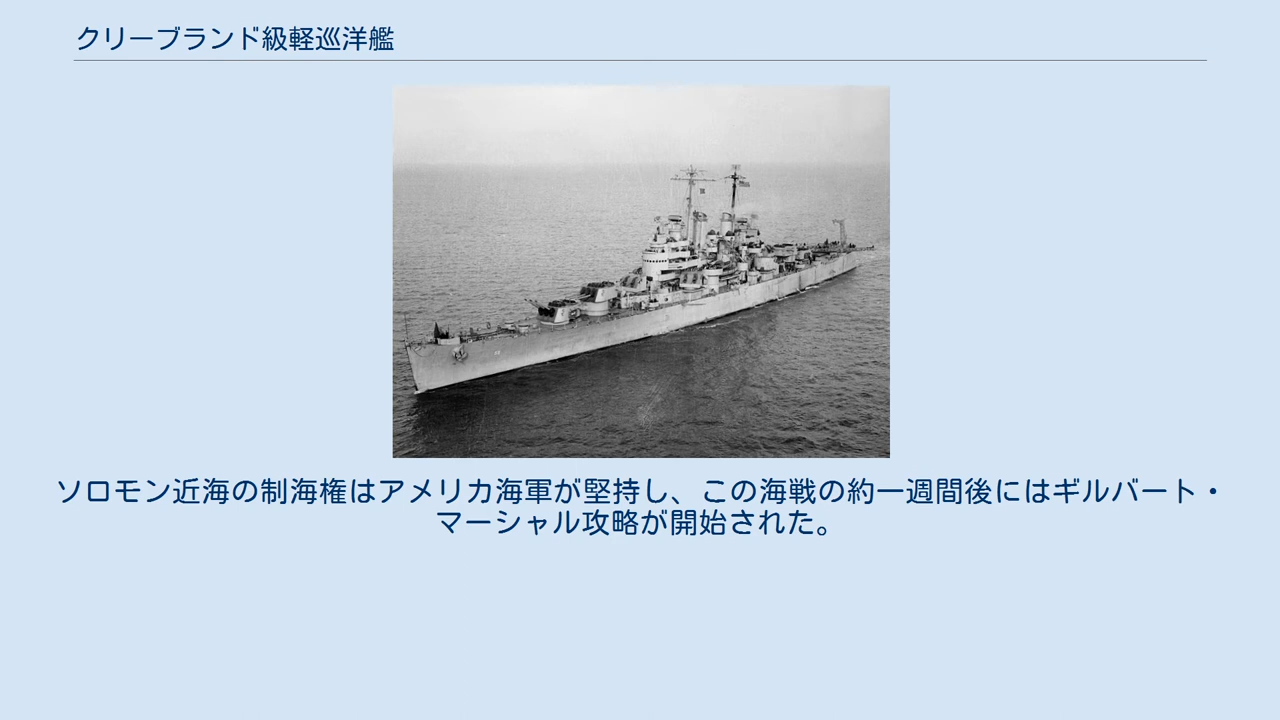 クリーブランド級軽巡洋艦
ソロモン近海の制海権はアメリカ海軍が堅持し、この海戦の約一週間後にはギルバート・
マーシャル攻略が開始された。